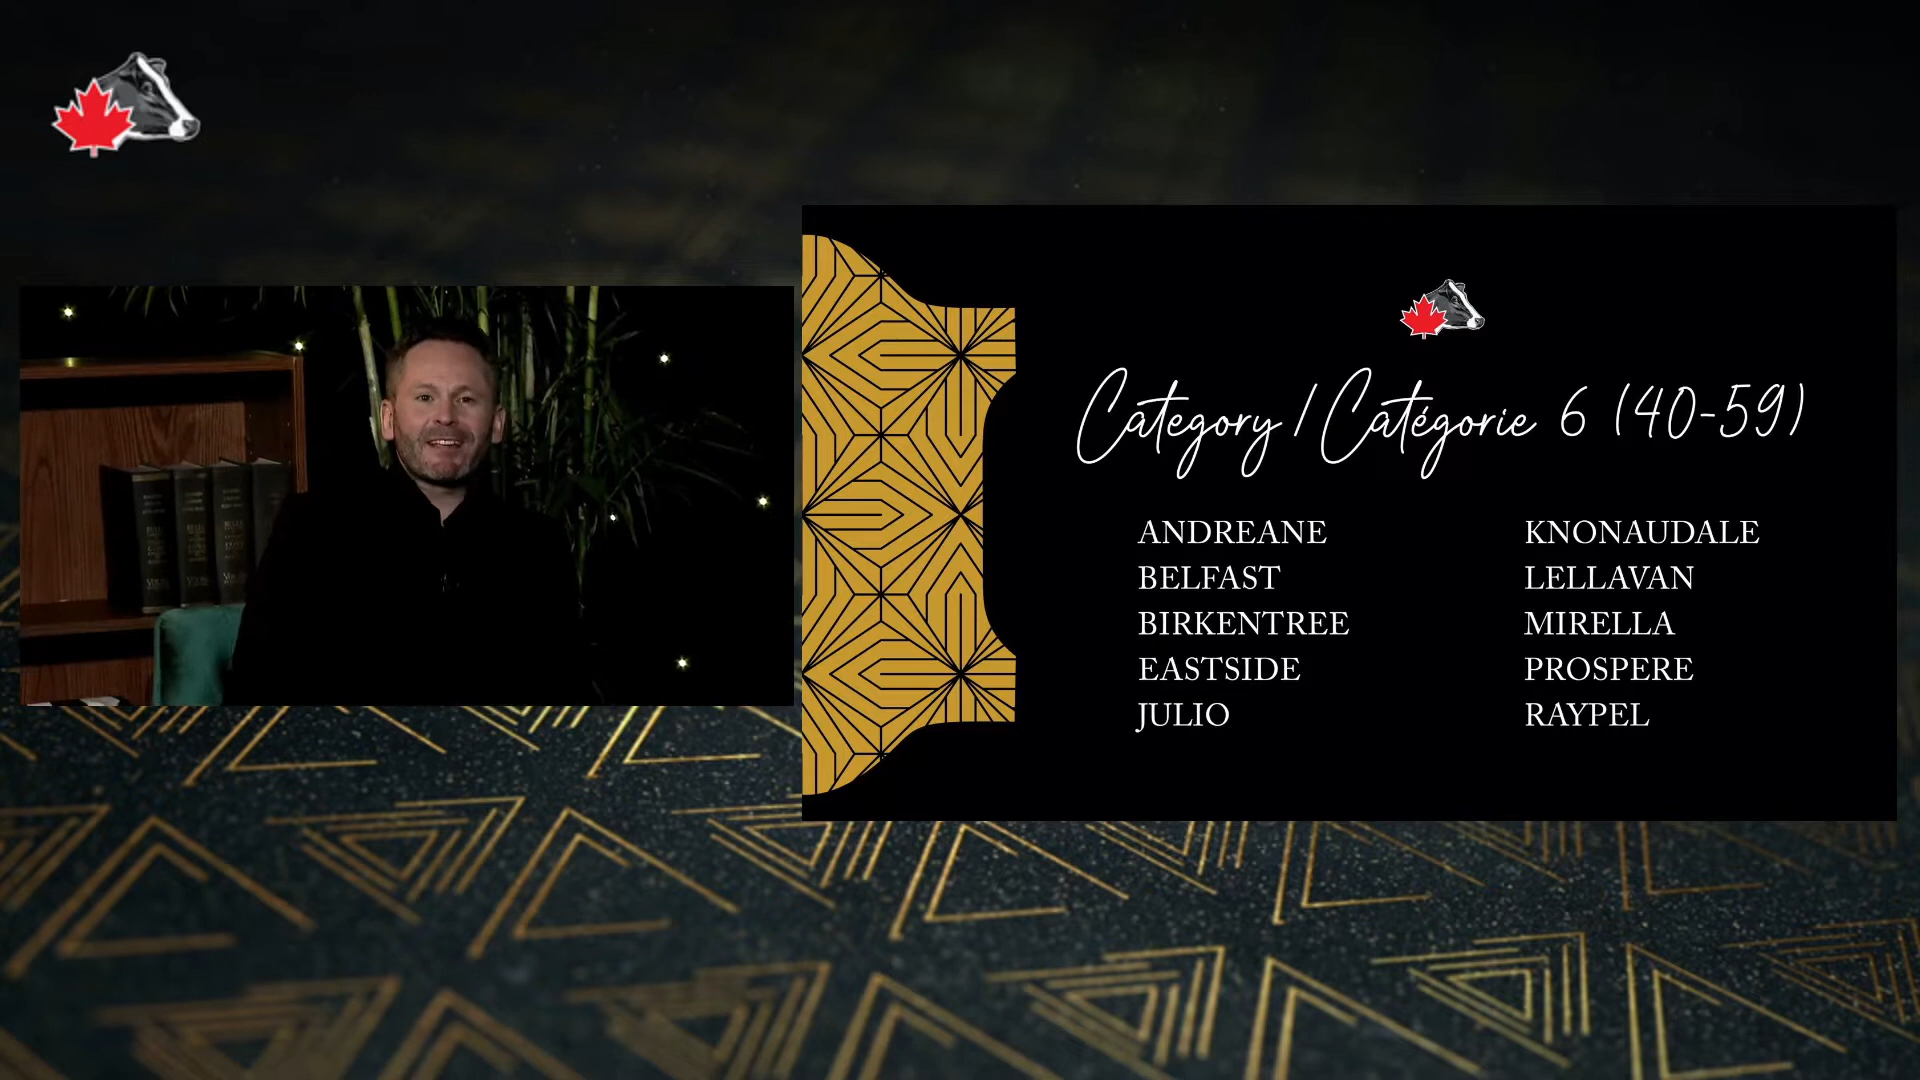 Category / Catégorie 6 (40-59)
ANDREANE
BELFAST
BIRKENTREE
EASTSIDE
JULIO
KNONAUDALE
LELLAVAN
MIRELLA
PROSPERE
RAYPEL